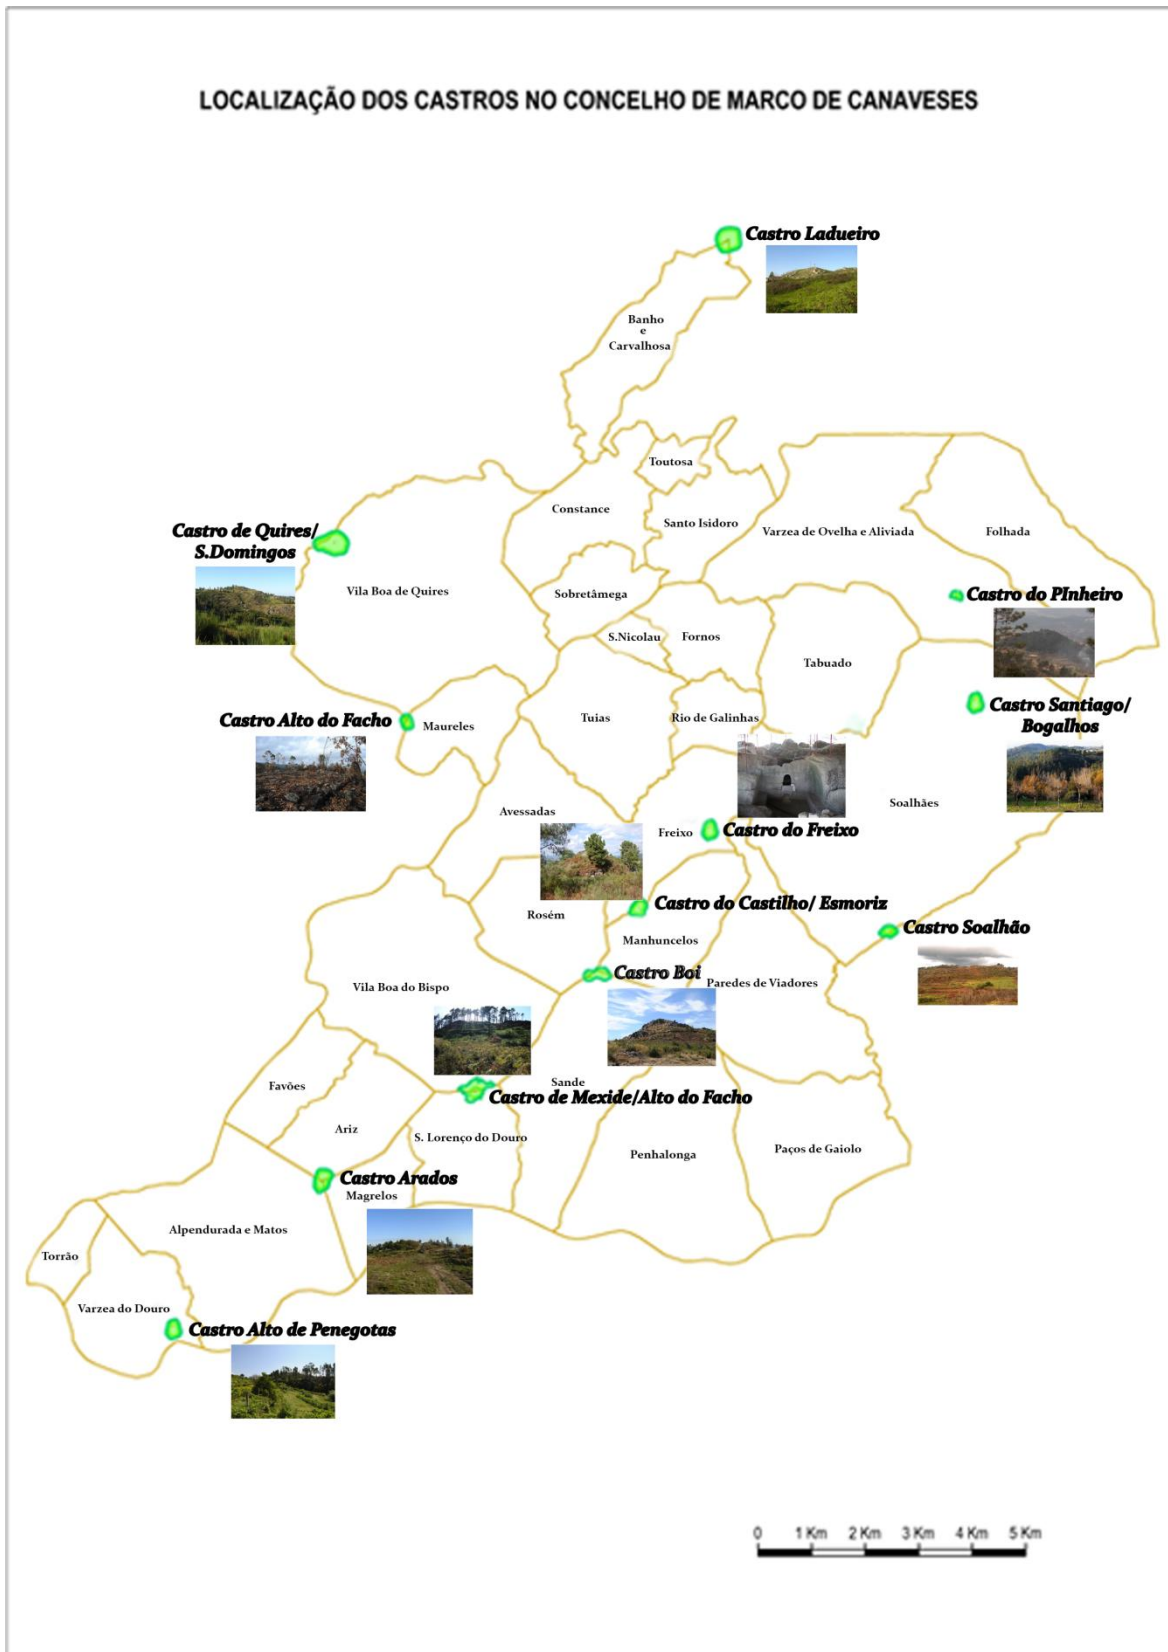 LOCALIZAÇÃO DOS CASTROS NO CONCELHO DE MARCO DE CANAVESES
Castro Ladueiro
Banho
e
Carvalhosa
Toutosa
Constance
Santo Isidoro
Varzea de Ovelha e Aliviada
Folhada
Castro de Quires/
S.Domingos
Vila Boa de Quires
Sobretâmega
Castro do PInheiro
S.Nicolau
Fornos
Tabuado
Castro Alto do Facho
Maureles
Tuias
Rio de Galinhas
Castro Santiago/
Bogalhos
Soalhães
Avessadas
Freixo
Castro do Freixo
Castro do Castilho/ Esmoriz
Rosém
Manhuncelos
Castro Soalhão
Castro Boi
Paredes de Viadores
Vila Boa do Bispo
Favões
Sande
Castro de Mexide/Alto do Facho
Ariz
S. Lorenço do Douro
Penhalonga
Paços de Gaiolo
Castro Arados
Magrelos
Alpendurada e Matos
Torrão
Varzea do Douro
Castro Alto de Penegotas
0 1 Km 2 Km 3 Km 4 Km 5 Km